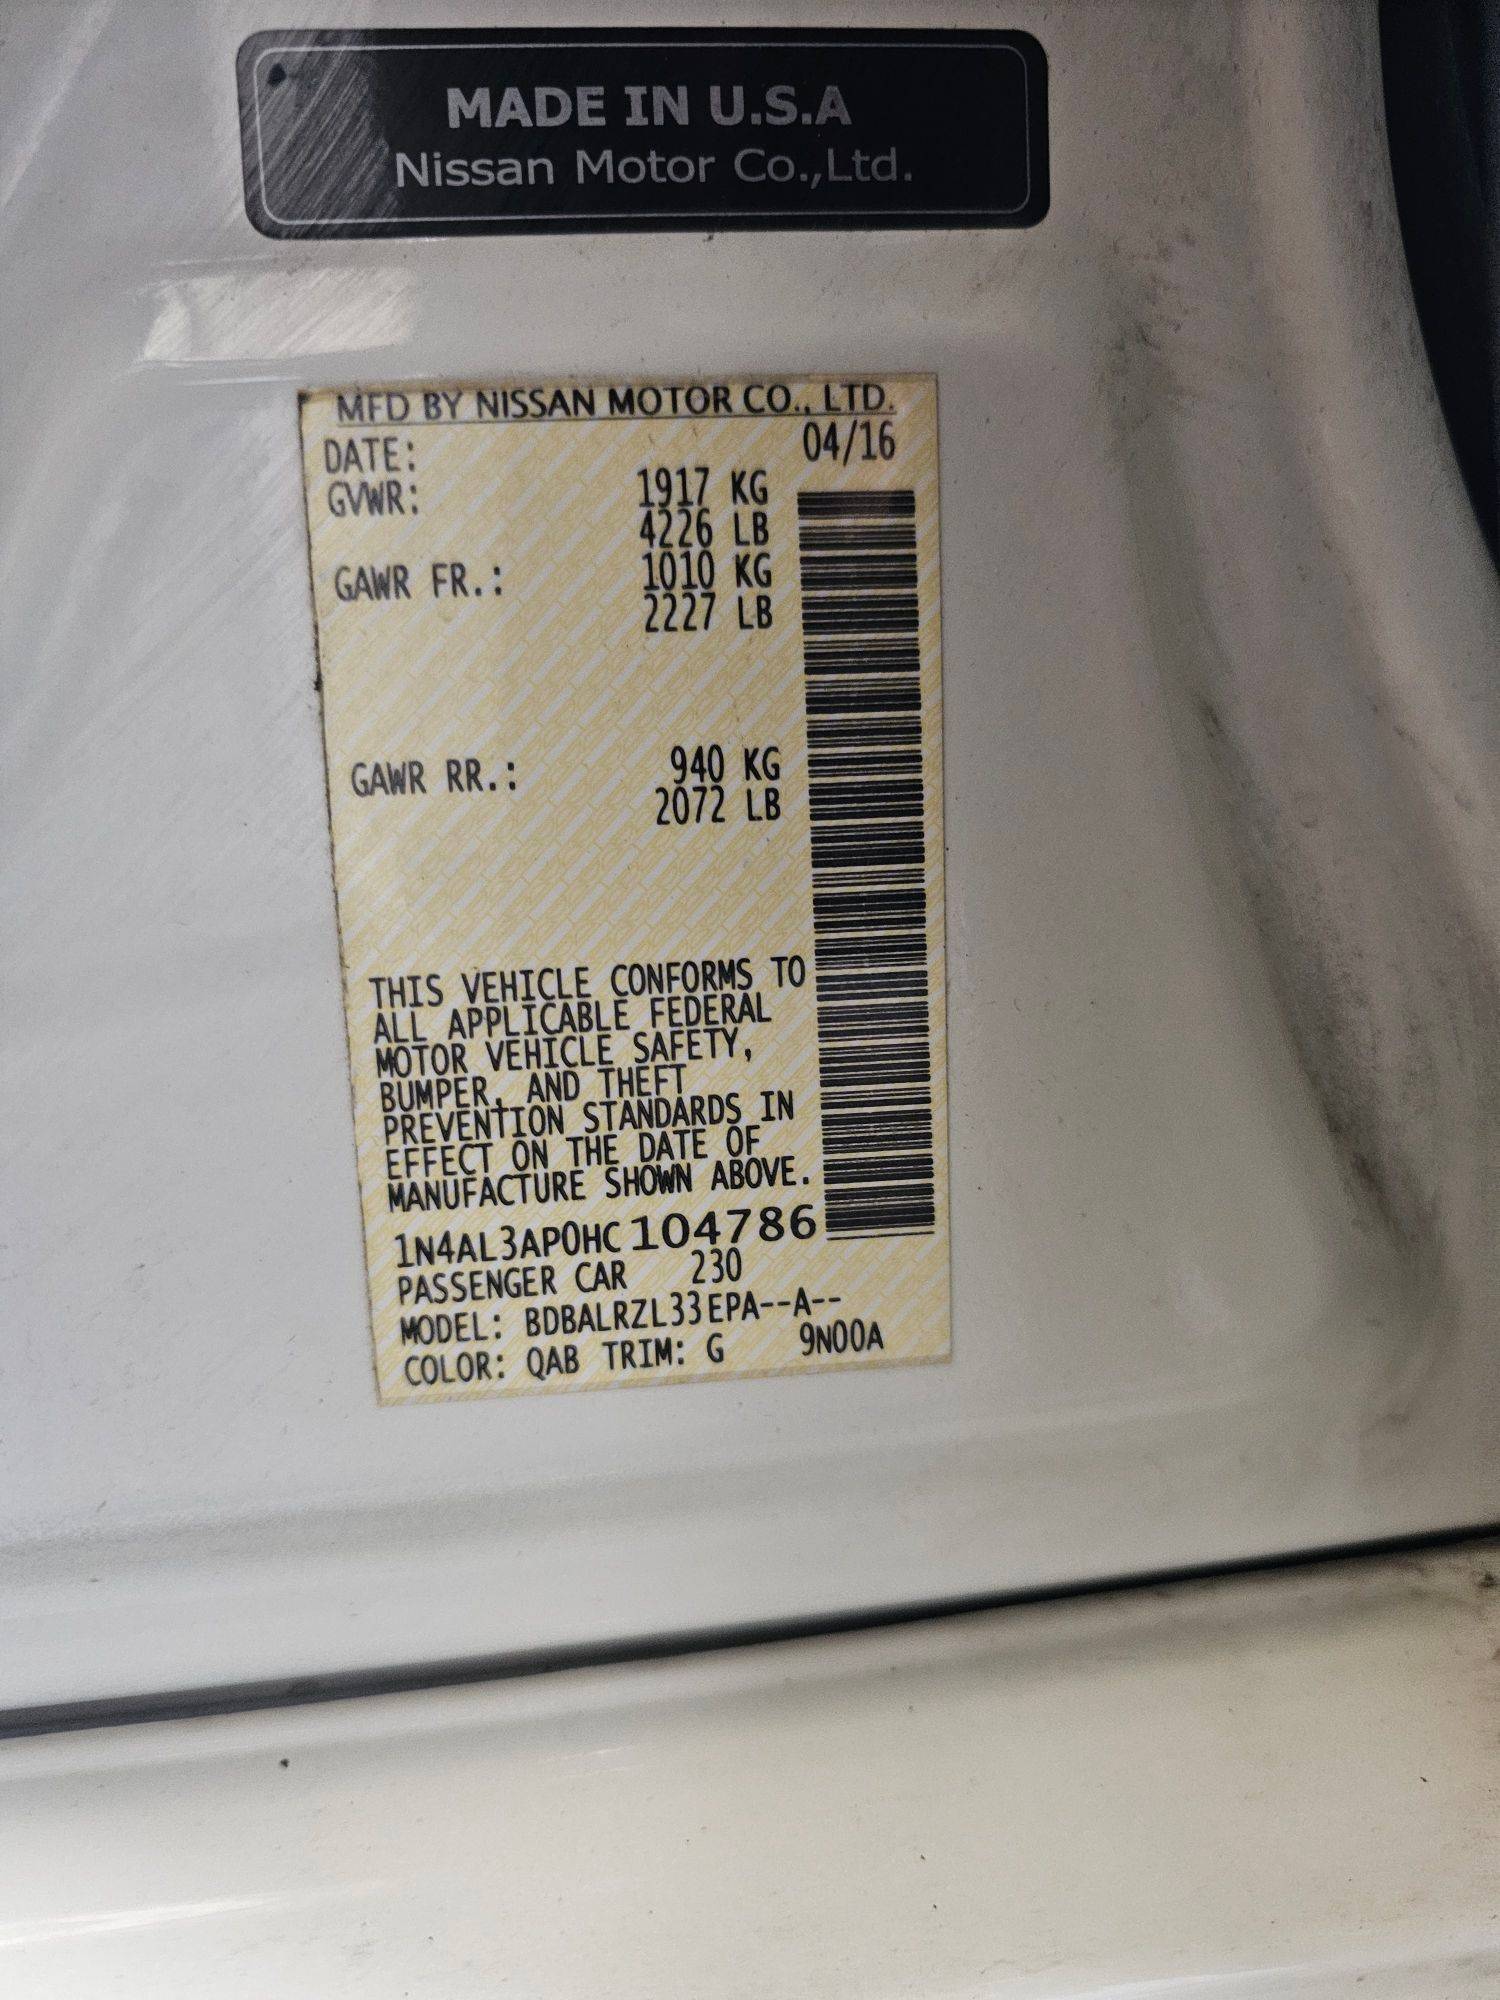 MADE IN U.S.A
Nissan Motor Co.,Ltd.
MFD BY NISSAN MOTOR CO., LTD.
DATE: 04/16
GVWR: 1917 KG
4226 LB
GAWR FR.: 1010 KG
2227 LB
GAWR RR.: 940 KG
2072 LB
THIS VEHICLE CONFORMS TO
ALL APPLICABLE FEDERAL
MOTOR VEHICLE SAFETY,
BUMPER, AND THEFT
PREVENTION STANDARDS IN
EFFECT ON THE DATE OF
MANUFACTURE SHOWN ABOVE.
1N4AL3AP0HC104786
PASSENGER CAR 230
MODEL: BDBALRZL33EPA--A--
COLOR: QAB TRIM: G 9N00A